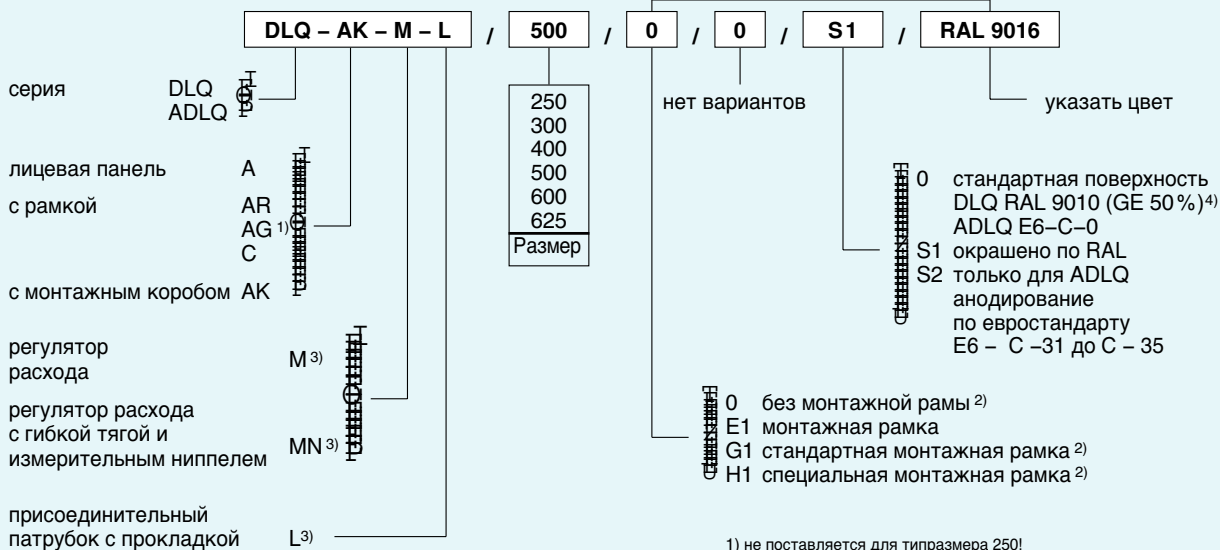 DLQ – AK – M – L / 500 / 0 / 0 / S1 / RAL 9016
серия
DLQ
ADLQ
250
300
400
500
600
625
Размер
нет вариантов
указать цвет
лицевая панель A
с рамкой AR
AG 1)
C
с монтажным коробом AK
0 стандартная поверхность
DLQ RAL 9010 (GE 50 %) 4)
ADLQ E6–C–0
S1 окрашено по RAL
S2 только для ADLQ
анодирование
по евростандарту
E6 – C –31 до C – 35
регулятор
расхода
M 3)
регулятор расхода
с гибкой тягой и
измерительным ниппелем
MN 3)
0 без монтажной рамы 2)
E1 монтажная рамка
G1 стандартная монтажная рамка 2)
H1 специальная монтажная рамка 2)
присоединительный
патрубок с прокладкой L 3)
1) не поставляется для типразмера 250!